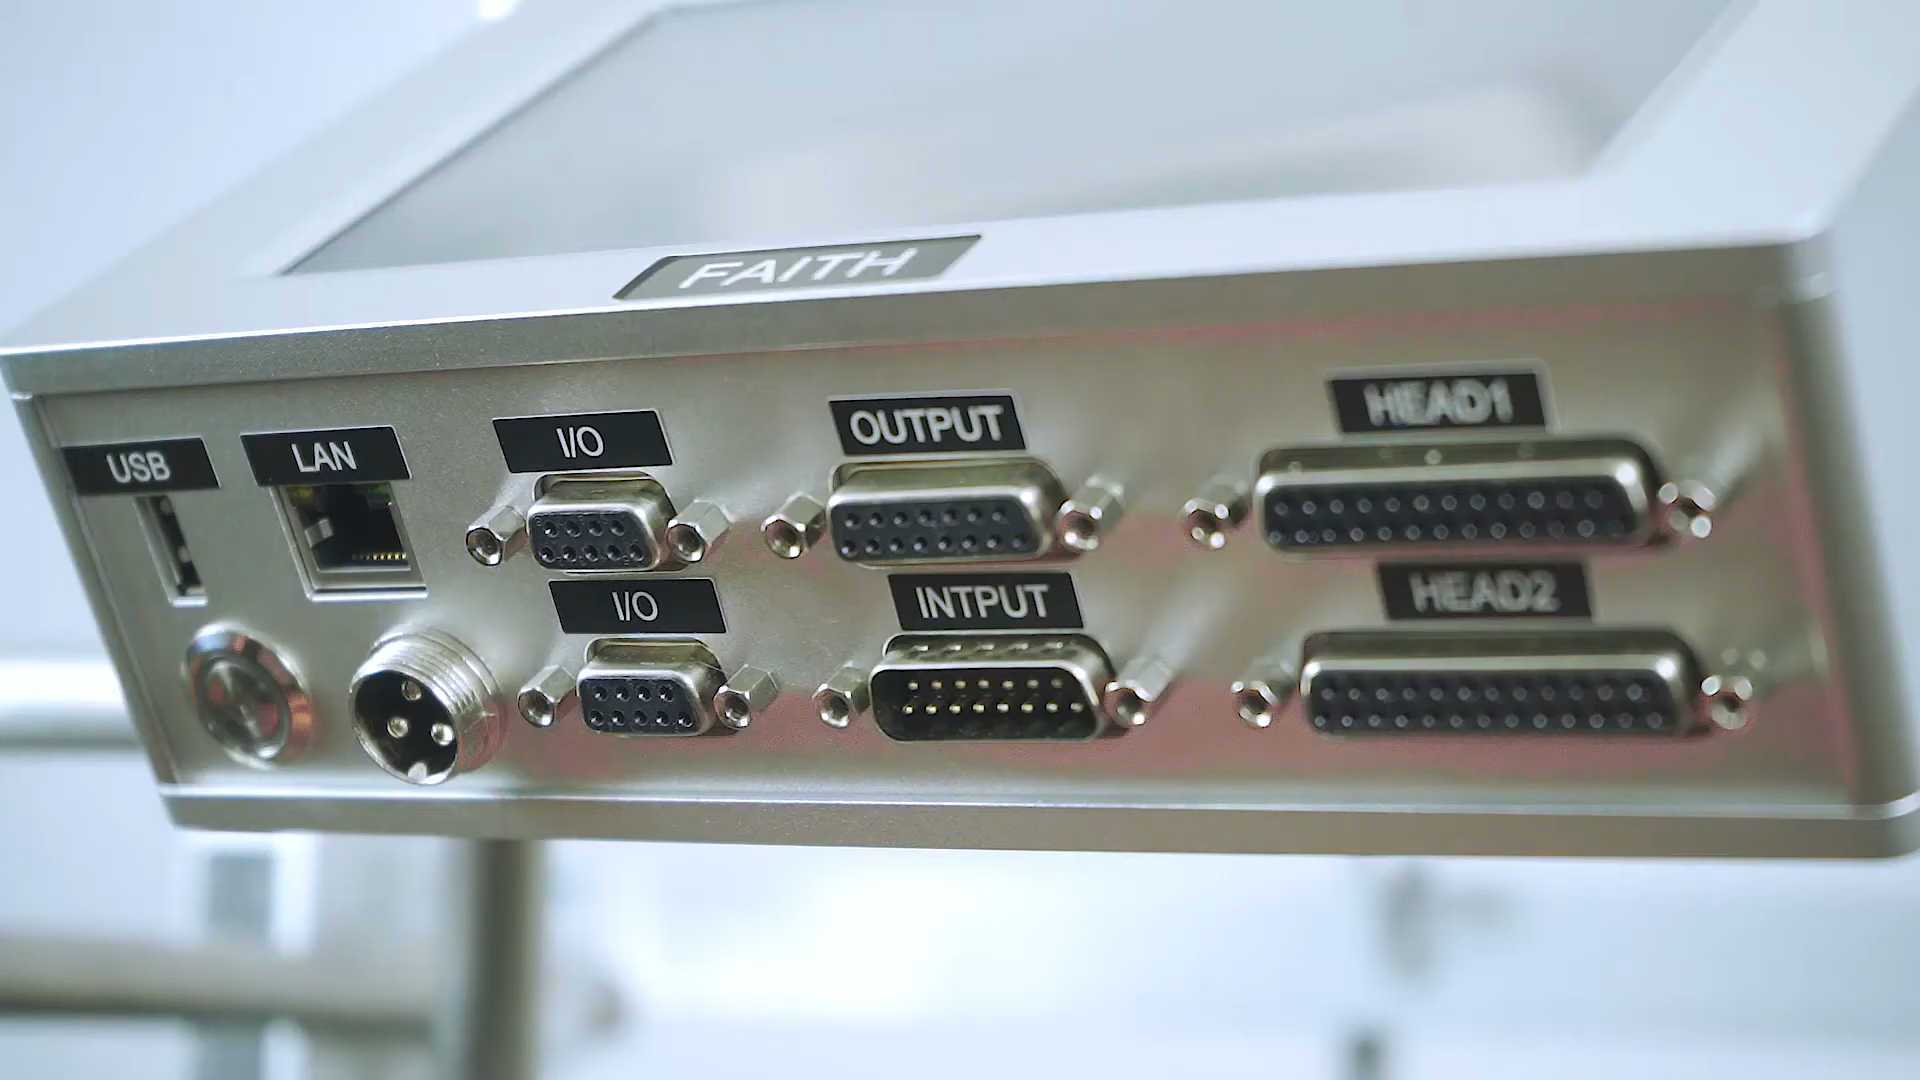 FAITH
USB
LAN
I/O
OUTPUT
HEAD1
I/O
INTPUT
HEAD2